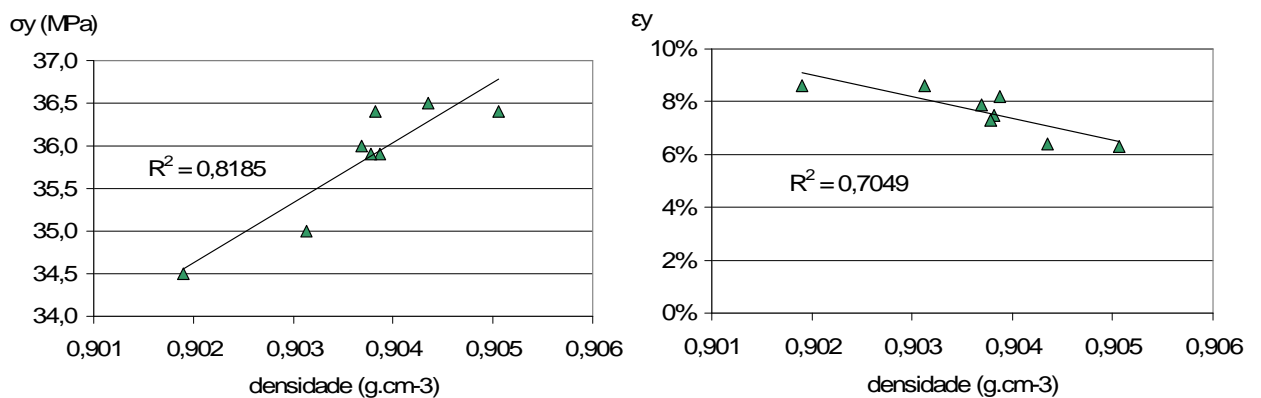 σy (MPa)
37,0
36,5
36,0
35,5
35,0
34,5
34,0
R² = 0,8185
0,901 0,902 0,903 0,904 0,905 0,906
densidade (g.cm-3)
εy
10%
8%
6%
4%
2%
0%
R² = 0,7049
0,901 0,902 0,903 0,904 0,905 0,906
densidade (g.cm-3)